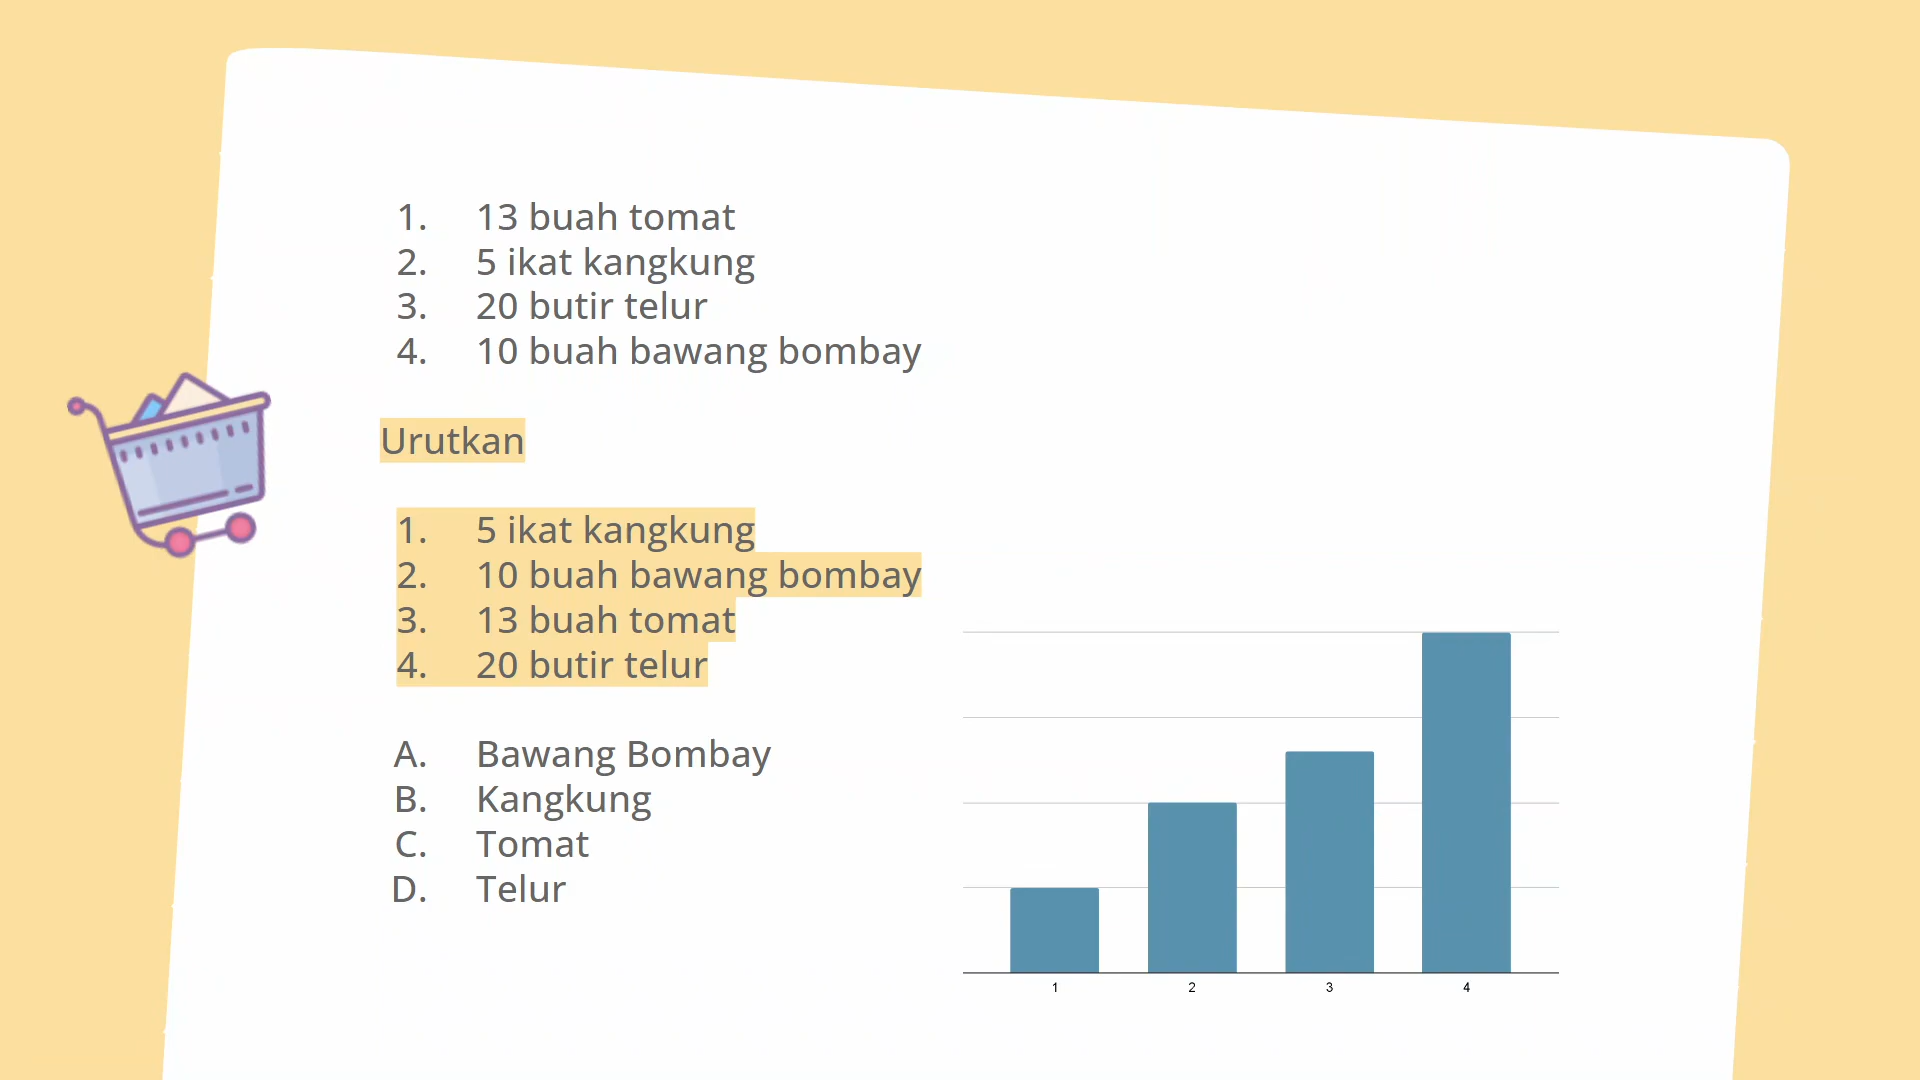 1. 13 buah tomat
2. 5 ikat kangkung
3. 20 butir telur
4. 10 buah bawang bombay
Urutkan
1. 5 ikat kangkung
2. 10 buah bawang bombay
3. 13 buah tomat
4. 20 butir telur
A. Bawang Bombay
B. Kangkung
C. Tomat
D. Telur
1 2 3 4